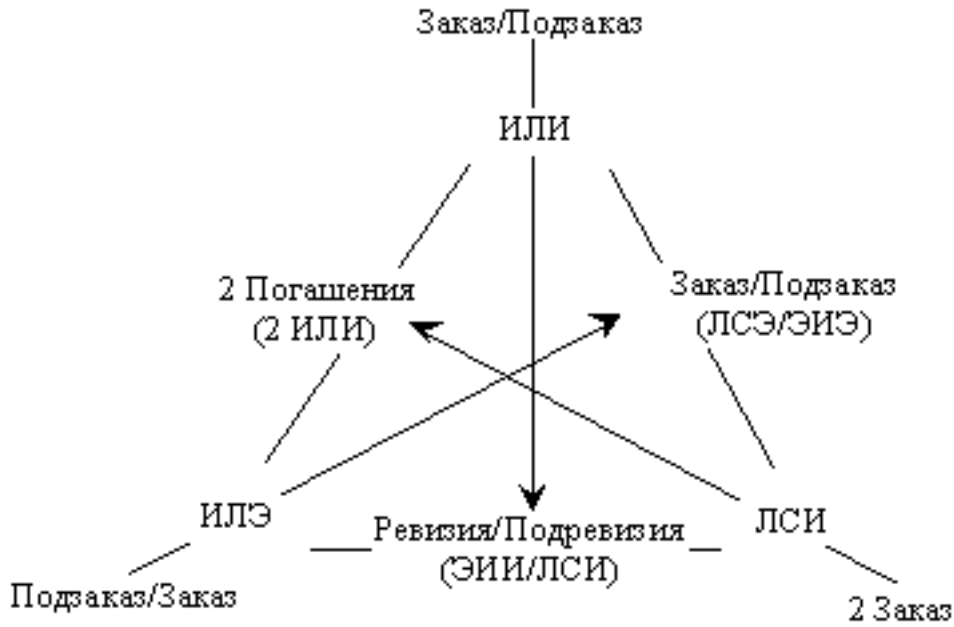 Заказ/Подзаказ
ИЛИ
2 Погашения
(2 ИЛИ)
Заказ/Подзаказ
(ЛСЭ/ЭИЭ)
ИЛЭ
Ревизия/Подревизия
(ЭИИ/ЛСИ)
ЛСИ
Подзаказ/Заказ
2 Заказ